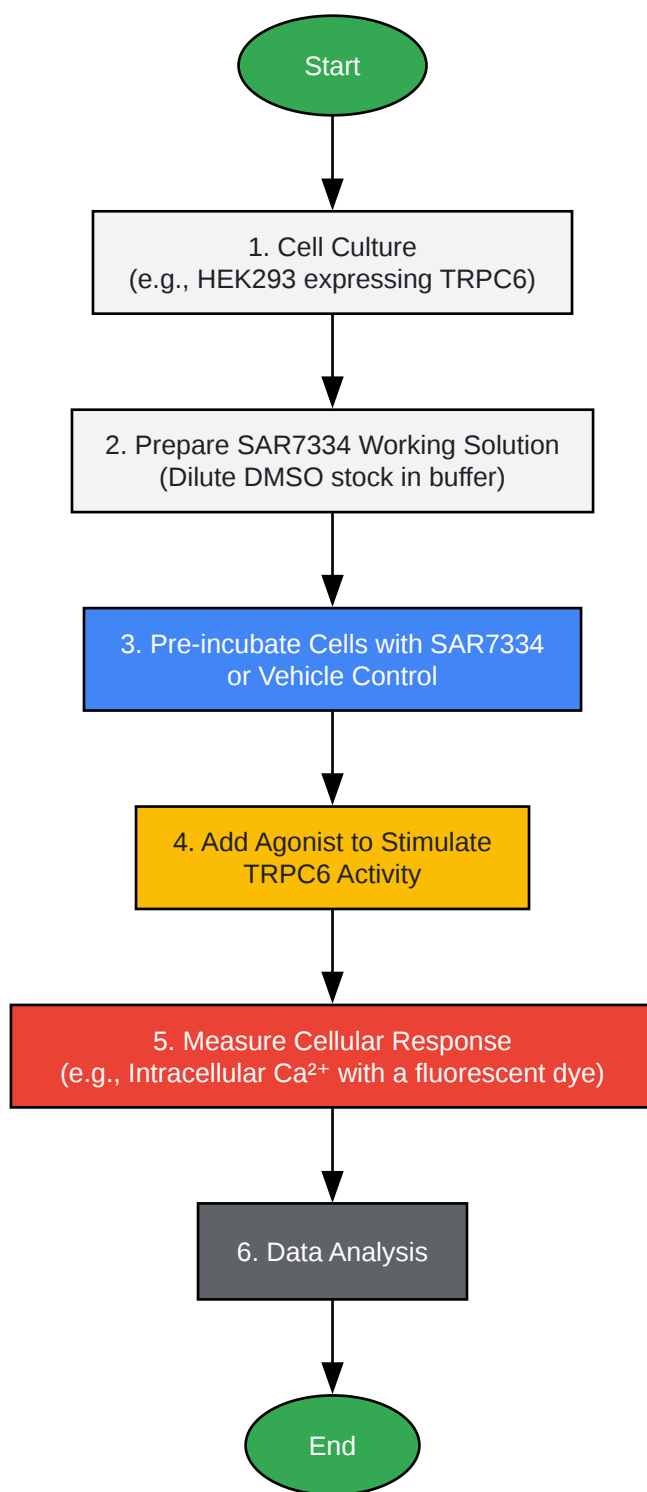 Start
1. Cell Culture
(e.g., HEK293 expressing TRPC6)
2. Prepare SAR7334 Working Solution
(Dilute DMSO stock in buffer)
3. Pre-incubate Cells with SAR7334
or Vehicle Control
4. Add Agonist to Stimulate
TRPC6 Activity
5. Measure Cellular Response
(e.g., Intracellular Ca²⁺ with a fluorescent dye)
6. Data Analysis
End